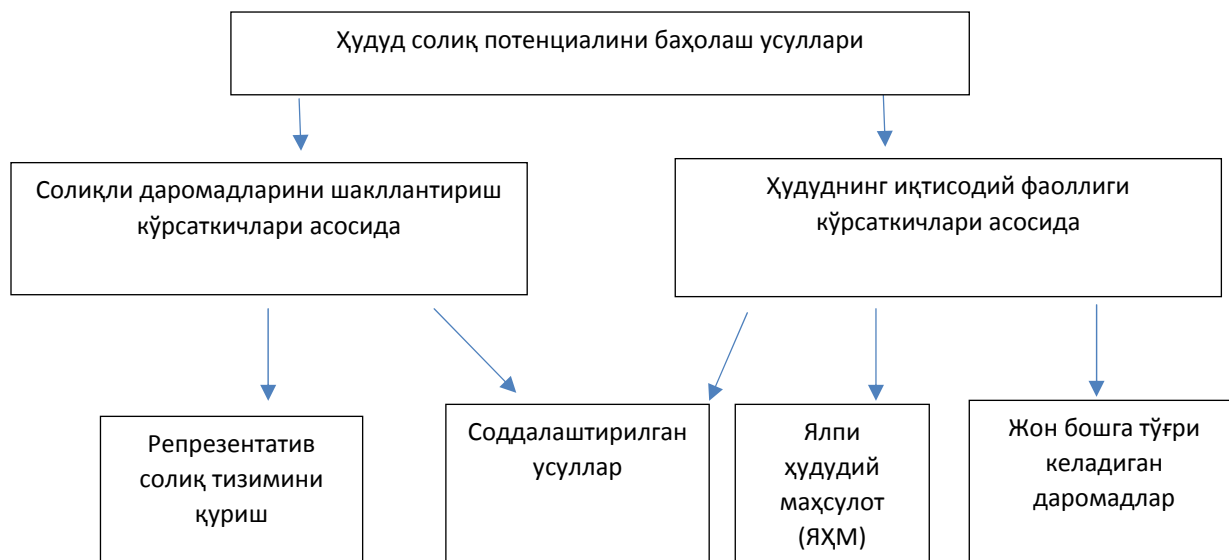 Ҳудуд солиқ потенциалини баҳолаш усуллари
Солиқли даромадларини шакллантириш
кўрсаткичлари асосида
Ҳудуднинг иқтисодий фаоллиги
кўрсаткичлари асосида
Репрезентатив
солиқ тизимини
қуриш
Соддалаштирилган
усуллар
Ялпи
ҳудудий
маҳсулот
(ЯҲМ)
Жон бошга тўғри
келадиган
даромадлар